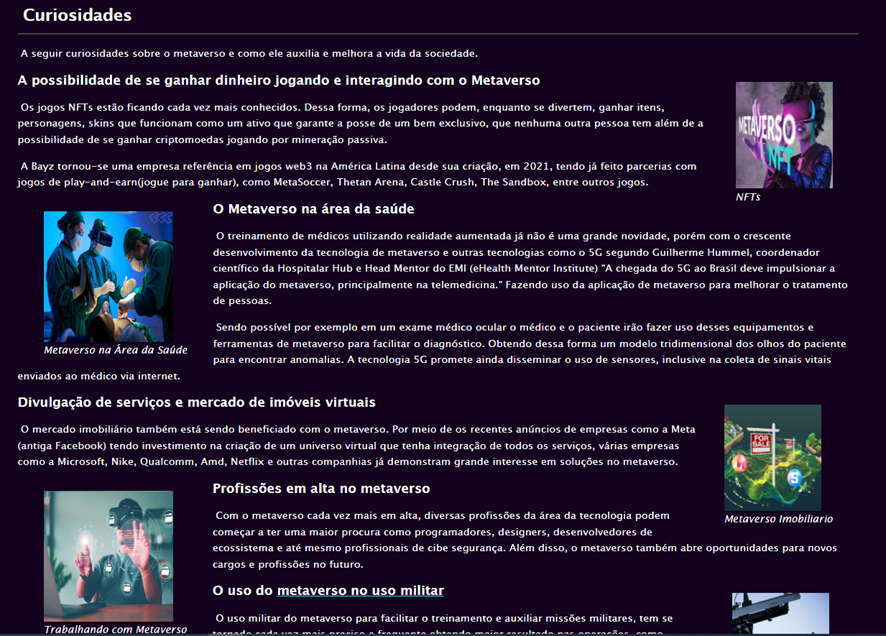 Curiosidades
A seguir curiosidades sobre o metaverso e como ele auxilia e melhora a vida da sociedade.
A possibilidade de se ganhar dinheiro jogando e interagindo com o Metaverso
Os jogos NFTs estão ficando cada vez mais conhecidos. Dessa forma, os jogadores podem, enquanto se divertem, ganhar itens,
personagens, skins que funcionam como um ativo que garante a posse de um bem exclusivo, que nenhuma outra pessoa tem além de a
possibilidade de se ganhar criptomoedas jogando por mineração passiva.
A Bayz tornou-se uma empresa referência em jogos web3 na América Latina desde sua criação, em 2021, tendo já feito parcerias com
jogos de play-and-earn(jogue para ganhar), como MetaSoccer, Thetan Arena, Castle Crush, The Sandbox, entre outros jogos.
METAVERSO
NFT
NFTs
O Metaverso na área da saúde
O treinamento de médicos utilizando realidade aumentada já não é uma grande novidade, porém com o crescente
desenvolvimento da tecnologia de metaverso e outras tecnologias como o 5G segundo Guilherme Hummel, coordenador
científico da Hospitalar Hub e Head Mentor do EMI (eHealth Mentor Institute) "A chegada do 5G ao Brasil deve impulsionar a
aplicação do metaverso, principalmente na telemedicina." Fazendo uso da aplicação de metaverso para melhorar o tratamento
de pessoas.
Sendo possível por exemplo em um exame médico ocular o médico e o paciente irão fazer uso desses equipamentos e
ferramentas de metaverso para facilitar o diagnóstico. Obtendo dessa forma um modelo tridimensional dos olhos do paciente
para encontrar anomalias. A tecnologia 5G promete ainda disseminar o uso de sensores, inclusive na coleta de sinais vitais
enviados ao médico via internet.
Metaverso na Área da Saúde
Divulgação de serviços e mercado de imóveis virtuais
O mercado imobiliário também está sendo beneficiado com o metaverso. Por meio de os recentes anúncios de empresas como a Meta
(antiga Facebook) tendo investimento na criação de um universo virtual que tenha integração de todos os serviços, várias empresas
como a Microsoft, Nike, Qualcomm, Amd, Netflix e outras companhias já demonstram grande interesse em soluções no metaverso.
FOR
SALE
Metaverso Imobiliario
Profissões em alta no metaverso
Com o metaverso cada vez mais em alta, diversas profissões da área da tecnologia podem
começar a ter uma maior procura como programadores, designers, desenvolvedores de
ecossistema e até mesmo profissionais de cibe segurança. Além disso, o metaverso também abre oportunidades para novos
cargos e profissões no futuro.
Trabalhando com Metaverso
O uso do metaverso no uso militar
O uso militar do metaverso para facilitar o treinamento e auxiliar missões militares, tem se
tornado cada vez mais preciso e frequente obtendo maior resultado nas operações, como